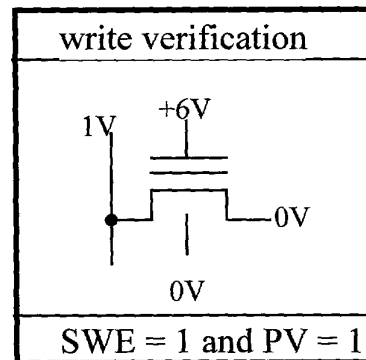 write verification
+6V
1V
0V
0V
SWE = 1 and PV = 1